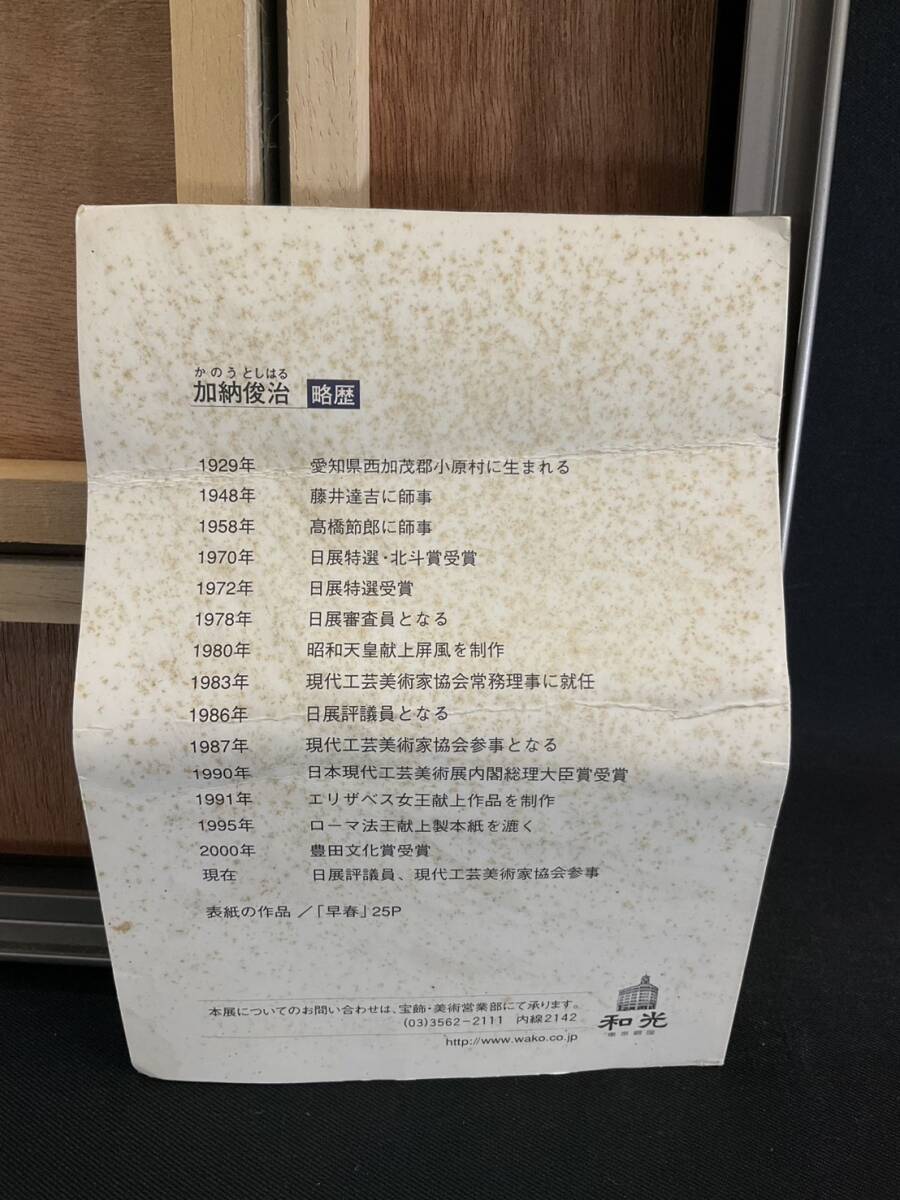 かのうとしはる
加納俊治 略歴
1929年 愛知県西加茂郡小原村に生まれる
1948年 藤井達吉に師事
1958年 髙橋節郎に師事
1970年 日展特選・北斗賞受賞
1972年 日展特選受賞
1978年 日展審査員となる
1980年 昭和天皇献上屏風を制作
1983年 現代工芸美術家協会常務理事に就任
1986年 日展評議員となる
1987年 現代工芸美術家協会参事となる
1990年 日本現代工芸美術展内閣総理大臣賞受賞
1991年 エリザベス女王献上作品を制作
1995年 ローマ法王献上製本紙を漉く
2000年 豊田文化賞受賞
現在 日展評議員、現代工芸美術家協会参事
表紙の作品／「早春」25P
本展についてのお問い合わせは、宝飾・美術営業部にて承ります。
(03)3562-2111 内線2142
http://www.wako.co.jp
和光
東京銀座